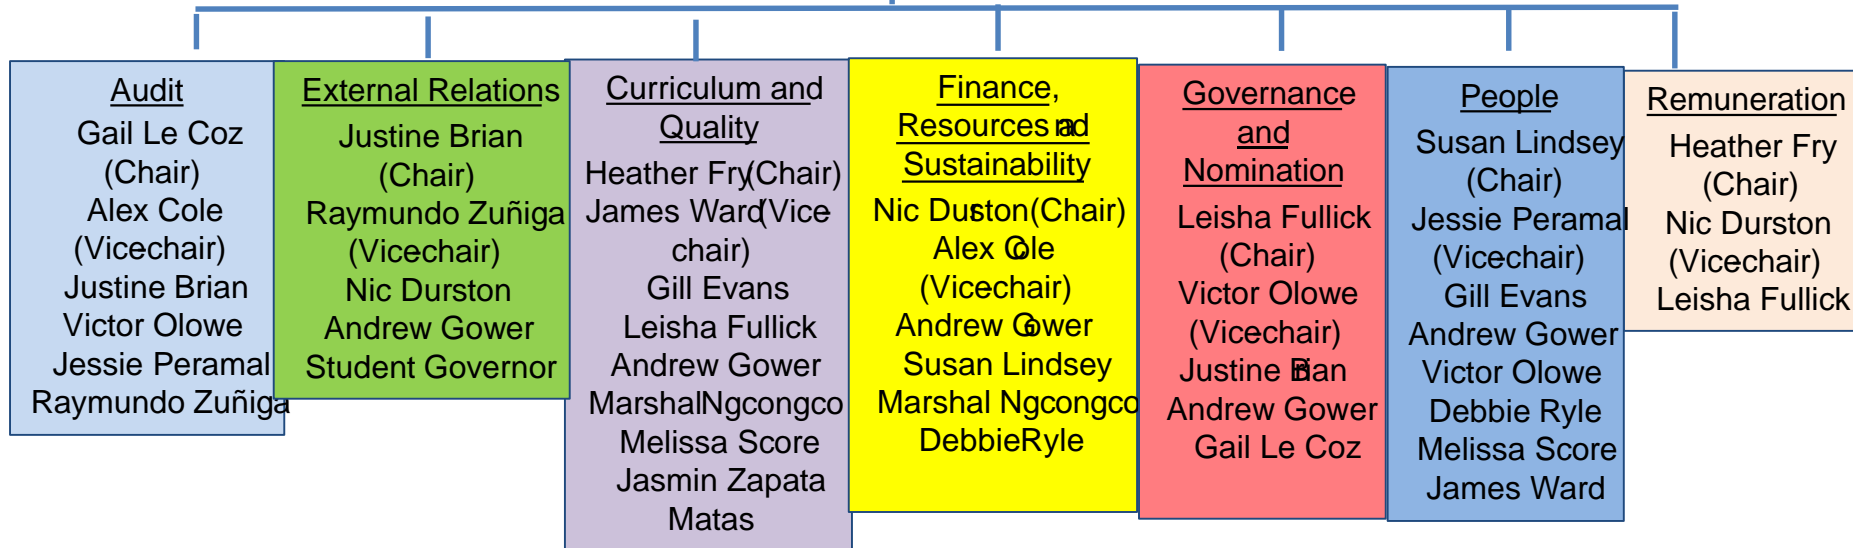 Audit
Gail Le Coz
(Chair)
Alex Cole
(Vicechair)
Justine Brian
Victor Olowe
Jessie Peramal
Raymundo Zuñiga
External Relations
Justine Brian
(Chair)
Raymundo Zuñiga
(Vicechair)
Nic Durston
Andrew Gower
Student Governor
Curriculum and
Quality
Heather Fry(Chair)
James Ward(Vice-
chair)
Gill Evans
Leisha Fullick
Andrew Gower
MarshalNgcongco
Melissa Score
Jasmin Zapata
Matas
Finance,
Resources and
Sustainability
Nic Durston(Chair)
Alex Cole
(Vice-chair)
Andrew Gower
Susan Lindsey
Marshal Ngcongco
DebbieRyle
Governance
and
Nomination
Leisha Fullick
(Chair)
Victor Olowe
(Vicechair)
Justine Brian
Andrew Gower
Gail Le Coz
People
Susan Lindsey
(Chair)
Jessie Peramal
(Vicechair)
Gill Evans
Andrew Gower
Victor Olowe
Debbie Ryle
Melissa Score
James Ward
Remuneration
Heather Fry
(Chair)
Nic Durston
(Vicechair)
Leisha Fullick